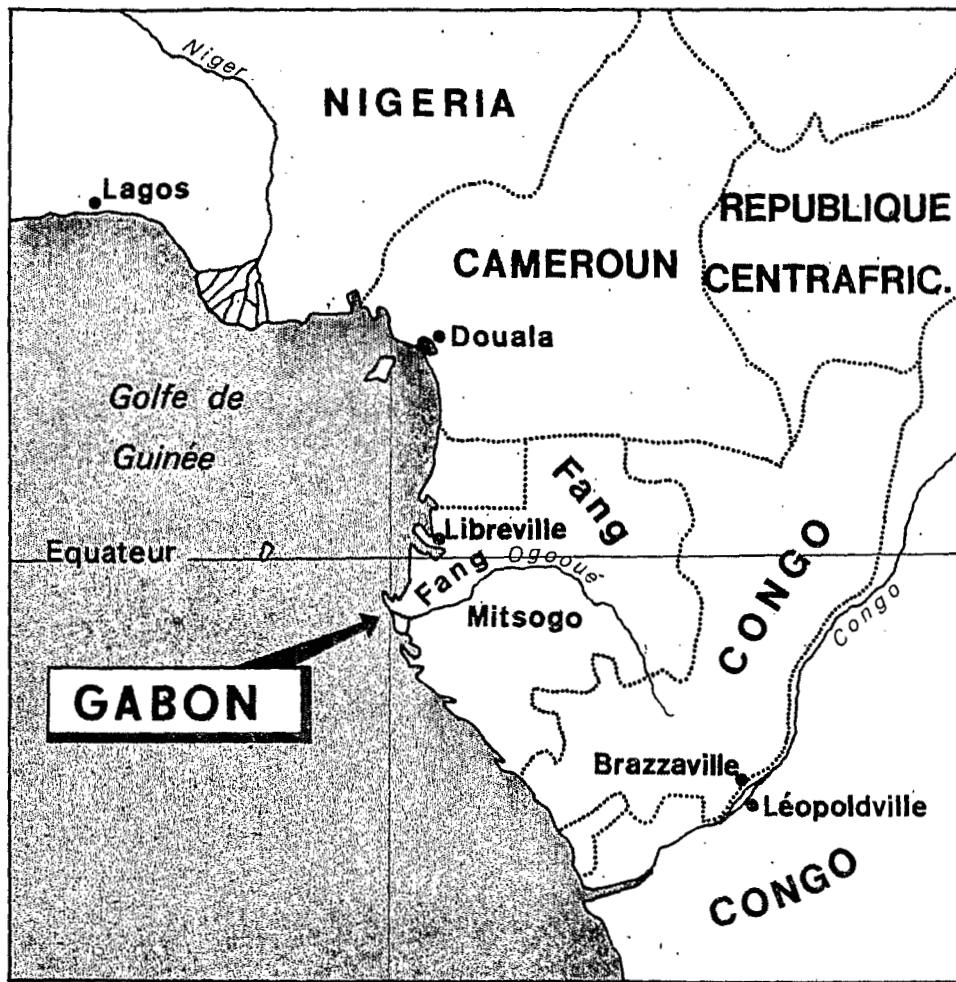 Niger
NIGERIA
Lagos
REPUBLIQUE
CENTRAFRIC.
CAMEROUN
Douala
Golfe de
Guinée
Fang
Libreville
Equateur
Ogooué
Fang
CONGO
Congo
Mitsogo
GABON
Brazzaville
Léopoldville
CONGO